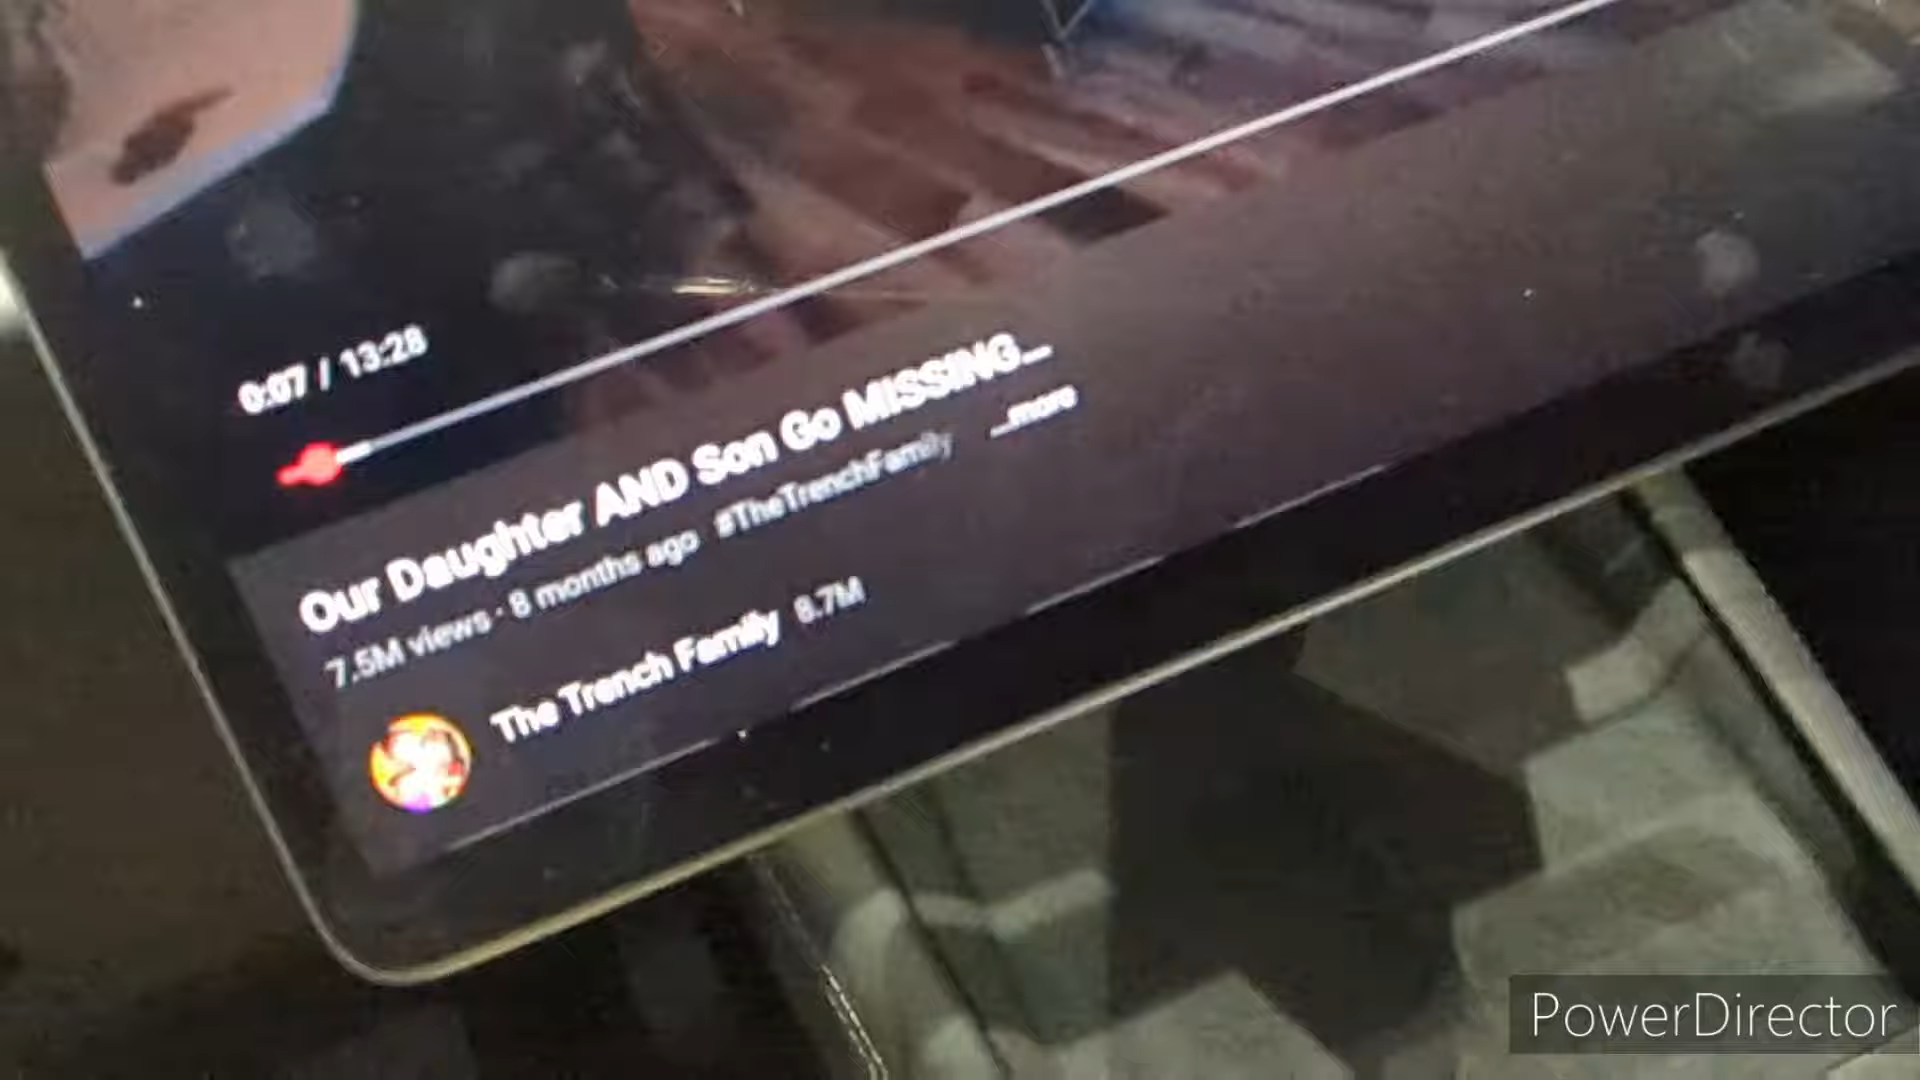 0:07 / 13:28
Our Daughter AND Son Go MISSING...
7.5M views · 8 months ago #TheTrenchFamily ...more
The Trench Family 8.7M
PowerDirector